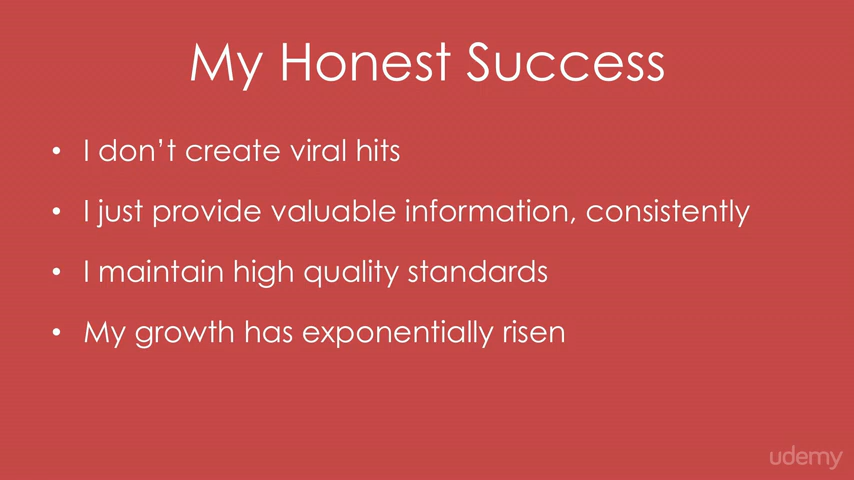 My Honest Success
• I don't create viral hits
• I just provide valuable information, consistently
• I maintain high quality standards
• My growth has exponentially risen
udemy